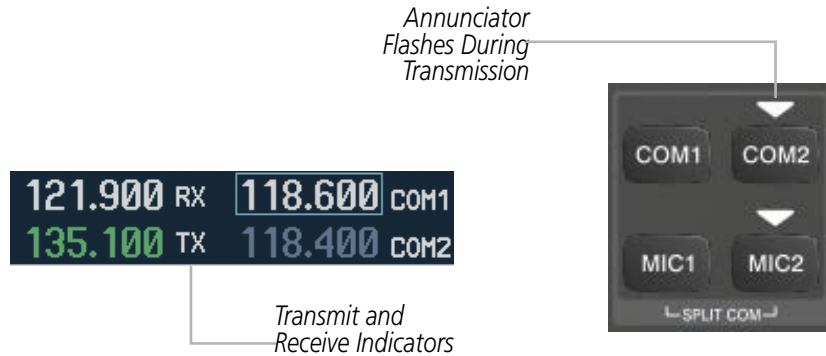 Annunciator
Flashes During
Transmission
COM1 COM2
121.900 RX 118.600 COM1
135.100 TX 118.400 COM2
MIC1 MIC2
SPLIT COM
Transmit and
Receive Indicators